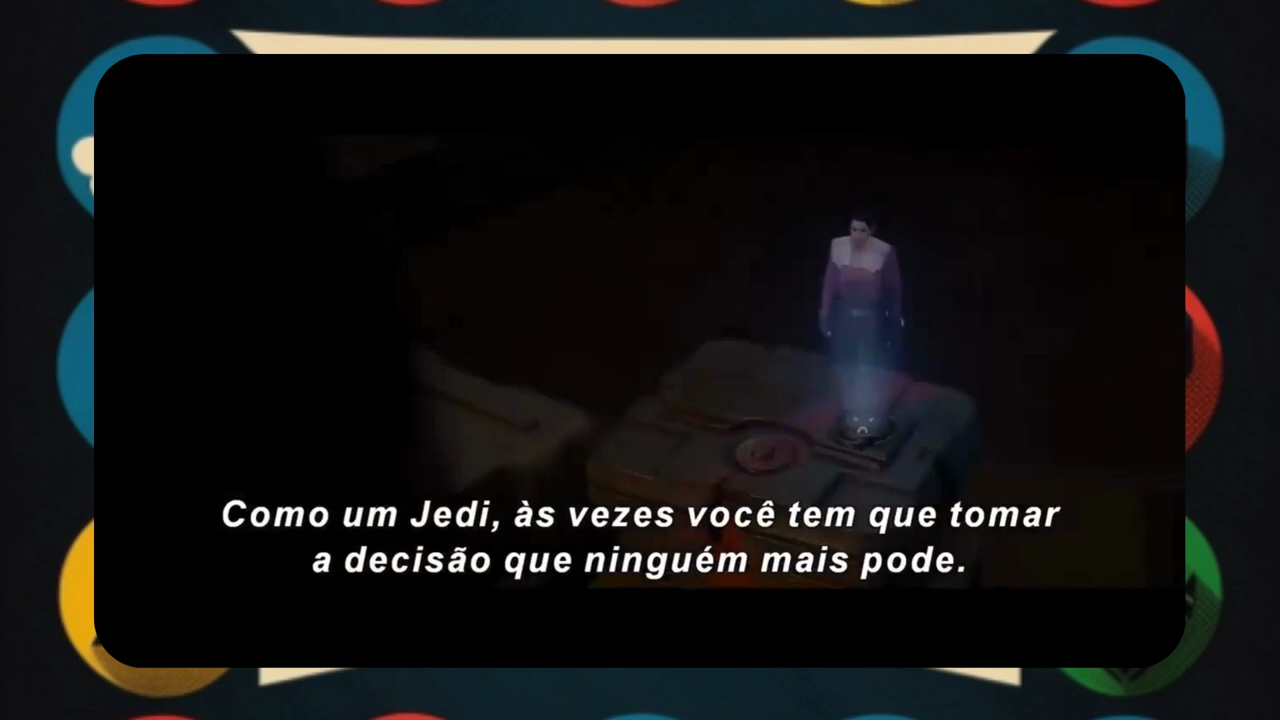 Como um Jedi, às vezes você tem que tomar
a decisão que ninguém mais pode.